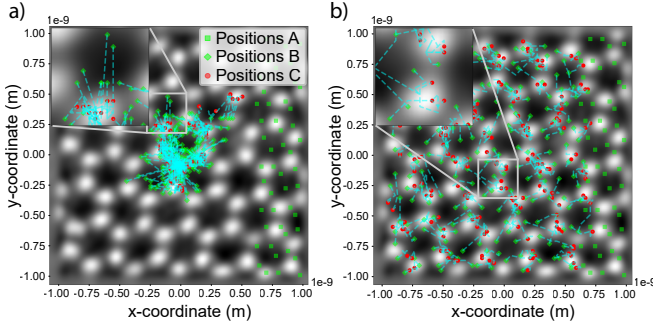 a)
1e-9
1.00
0.75
0.50
0.25
0.00
-0.25
-0.50
-0.75
-1.00
y-coordinate (m)
Positions A
Positions B
Positions C
-1.00 -0.75 -0.50 -0.25 0.00 0.25 0.50 0.75 1.00
1e-9
x-coordinate (m)
b)
1e-9
1.00
0.75
0.50
0.25
0.00
-0.25
-0.50
-0.75
-1.00
y-coordinate (m)
-1.00 -0.75 -0.50 -0.25 0.00 0.25 0.50 0.75 1.00
1e-9
x-coordinate (m)